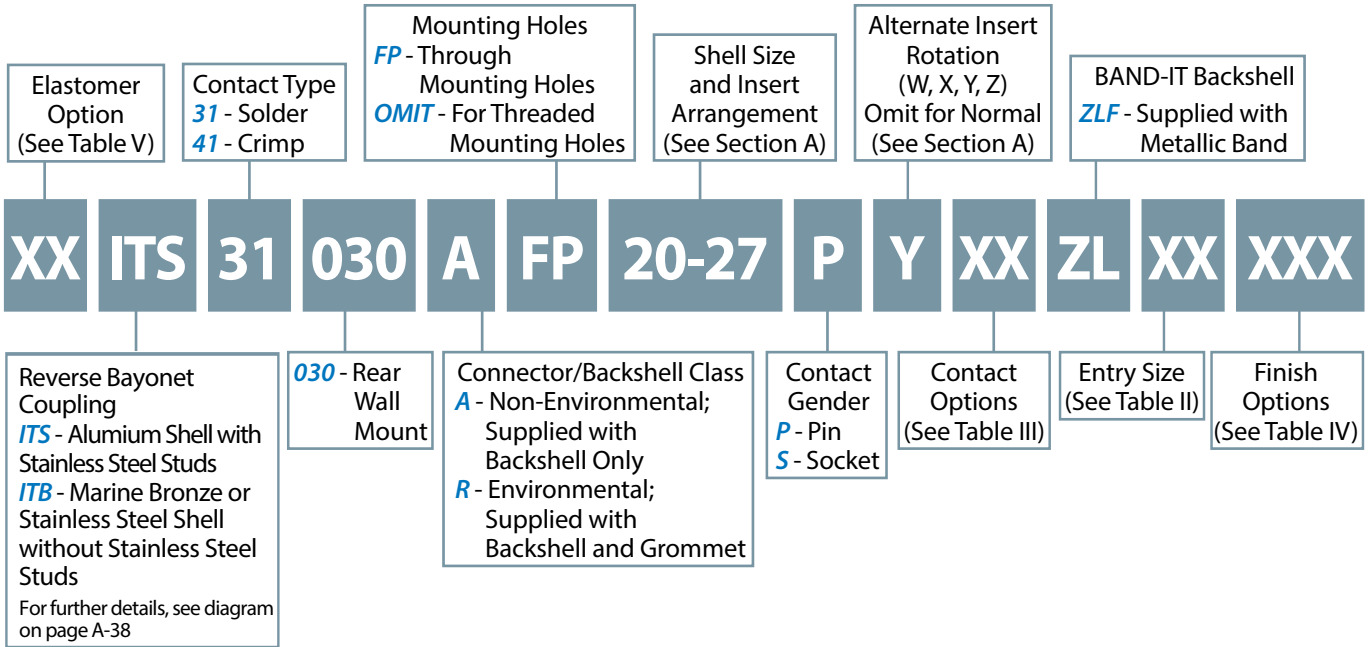 Elastomer
Option
(See Table V)
Contact Type
31 - Solder
41 - Crimp
Mounting Holes
FP - Through
Mounting Holes
OMIT - For Threaded
Mounting Holes
Shell Size
and Insert
Arrangement
(See Section A)
Alternate Insert
Rotation
(W, X, Y, Z)
Omit for Normal
(See Section A)
BAND-IT Backshell
ZLF - Supplied with
Metallic Band
XX ITS 31 030 A FP 20-27 P Y XX ZL XX XXX
Reverse Bayonet
Coupling
ITS - Alumium Shell with
Stainless Steel Studs
ITB - Marine Bronze or
Stainless Steel Shell
without Stainless Steel
Studs
For further details, see diagram
on page A-38
030 - Rear
Wall
Mount
Connector/Backshell Class
A - Non-Environmental;
Supplied with
Backshell Only
R - Environmental;
Supplied with
Backshell and Grommet
Contact
Gender
P - Pin
S - Socket
Contact
Options
(See Table III)
Entry Size
(See Table II)
Finish
Options
(See Table IV)